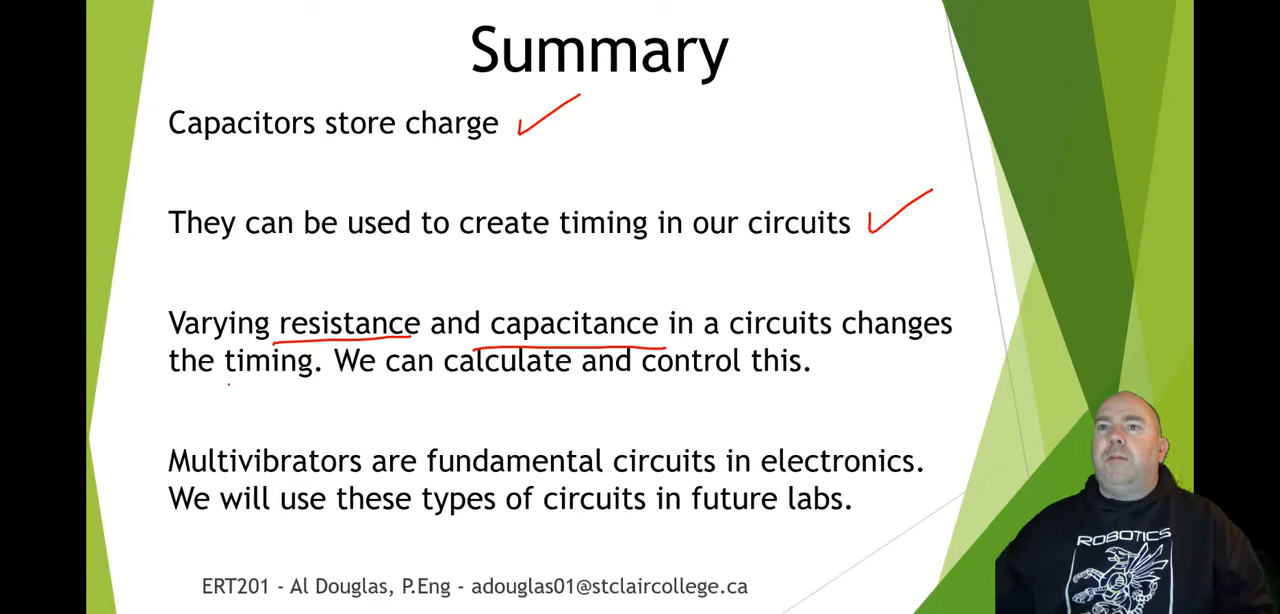 Summary
Capacitors store charge
They can be used to create timing in our circuits
Varying resistance and capacitance in a circuits changes
the timing. We can calculate and control this.
Multivibrators are fundamental circuits in electronics.
We will use these types of circuits in future labs.
ERT201 - Al Douglas, P.Eng - adouglas01@stclaircollege.ca
ROBOTICS